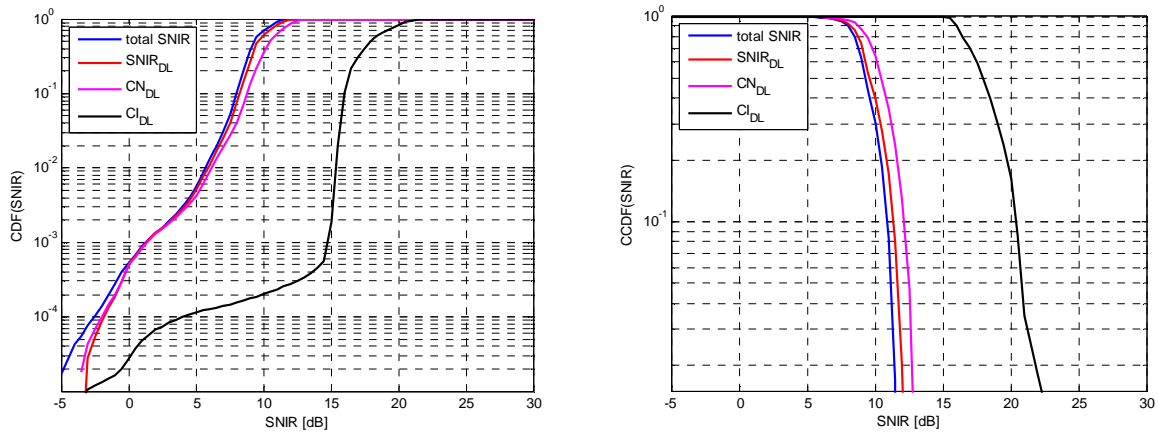 10^0
10^-1
10^-2
10^-3
10^-4
CDF(SNIR)
total SNIR
SNIR_DL
CN_DL
CI_DL
-5 0 5 10 15 20 25 30
SNIR [dB]
10^0
10^-1
CCDF(SNIR)
total SNIR
SNIR_DL
CN_DL
CI_DL
-5 0 5 10 15 20 25 30
SNIR [dB]